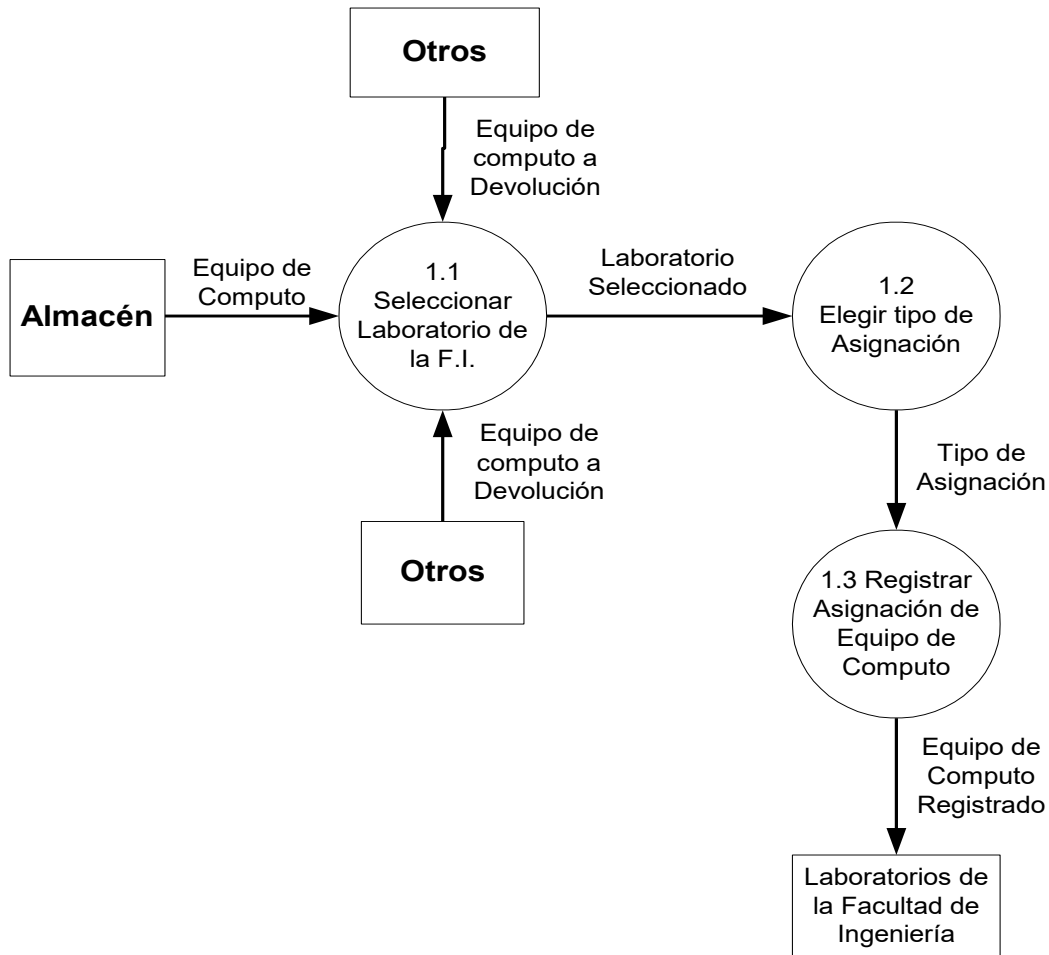 Otros
Equipo de
computo a
Devolución
Almacén
Equipo de
Computo
1.1
Seleccionar
Laboratorio de
la F.I.
Laboratorio
Seleccionado
1.2
Elegir tipo de
Asignación
Equipo de
computo a
Devolución
Otros
Tipo de
Asignación
1.3 Registrar
Asignación de
Equipo de
Computo
Equipo de
Computo
Registrado
Laboratorios de
la Facultad de
Ingeniería